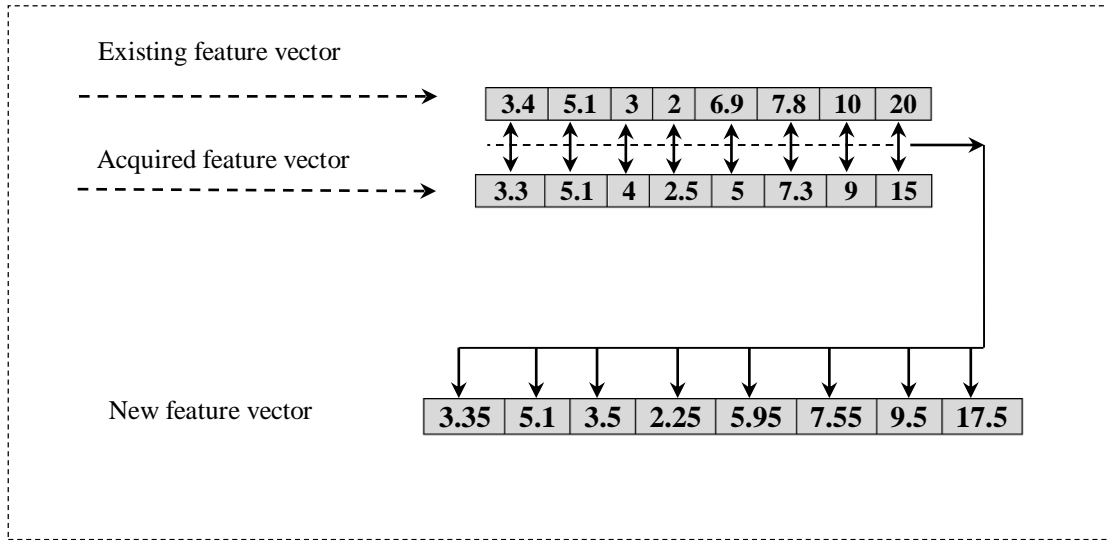 Existing feature vector
3.4 5.1 3 2 6.9 7.8 10 20
Acquired feature vector
3.3 5.1 4 2.5 5 7.3 9 15
New feature vector
3.35 5.1 3.5 2.25 5.95 7.55 9.5 17.5